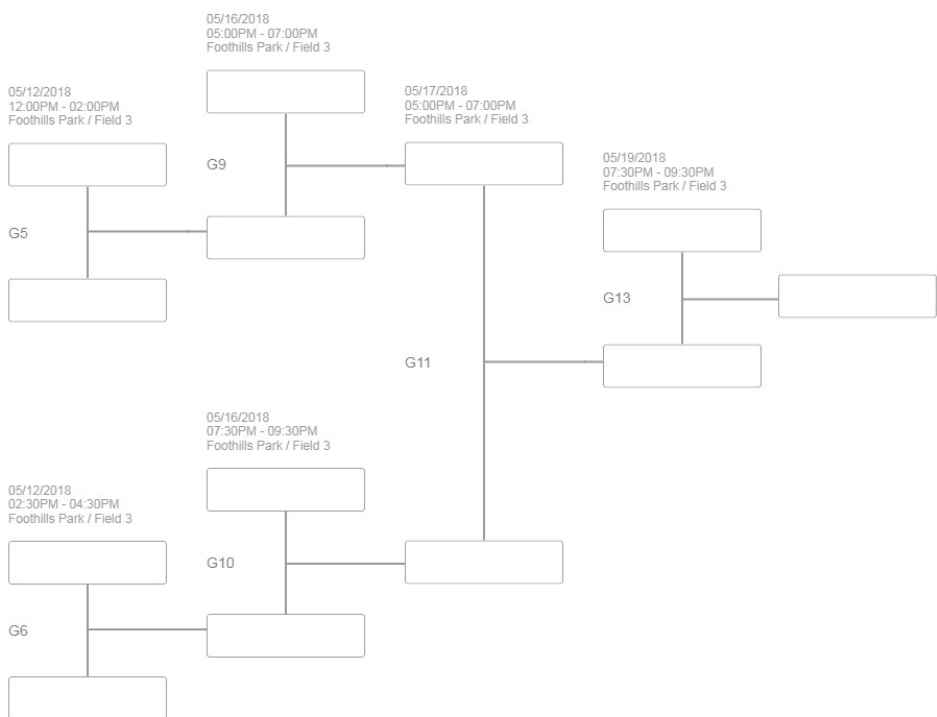 05/16/2018
05:00PM - 07:00PM
Foothills Park / Field 3
05/12/2018
12:00PM - 02:00PM
Foothills Park / Field 3
05/17/2018
05:00PM - 07:00PM
Foothills Park / Field 3
G9
05/19/2018
07:30PM - 09:30PM
Foothills Park / Field 3
G5
G13
G11
05/16/2018
07:30PM - 09:30PM
Foothills Park / Field 3
05/12/2018
02:30PM - 04:30PM
Foothills Park / Field 3
G10
G6